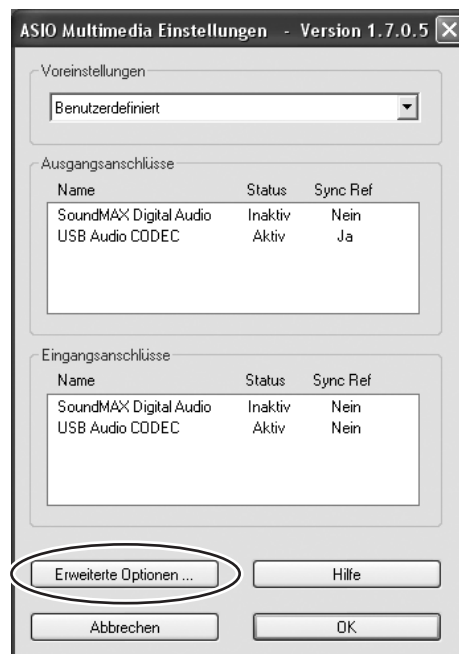 ASIO Multimedia Einstellungen - Version 1.7.0.5
Voreinstellungen
Benutzerdefiniert
Ausgangsanschlüsse
Name Status Sync Ref
SoundMAX Digital Audio Inaktiv Nein
USB Audio CODEC Aktiv Ja
Eingangsanschlüsse
Name Status Sync Ref
SoundMAX Digital Audio Inaktiv Nein
USB Audio CODEC Aktiv Nein
Erweiterte Optionen ... Hilfe
Abbrechen OK